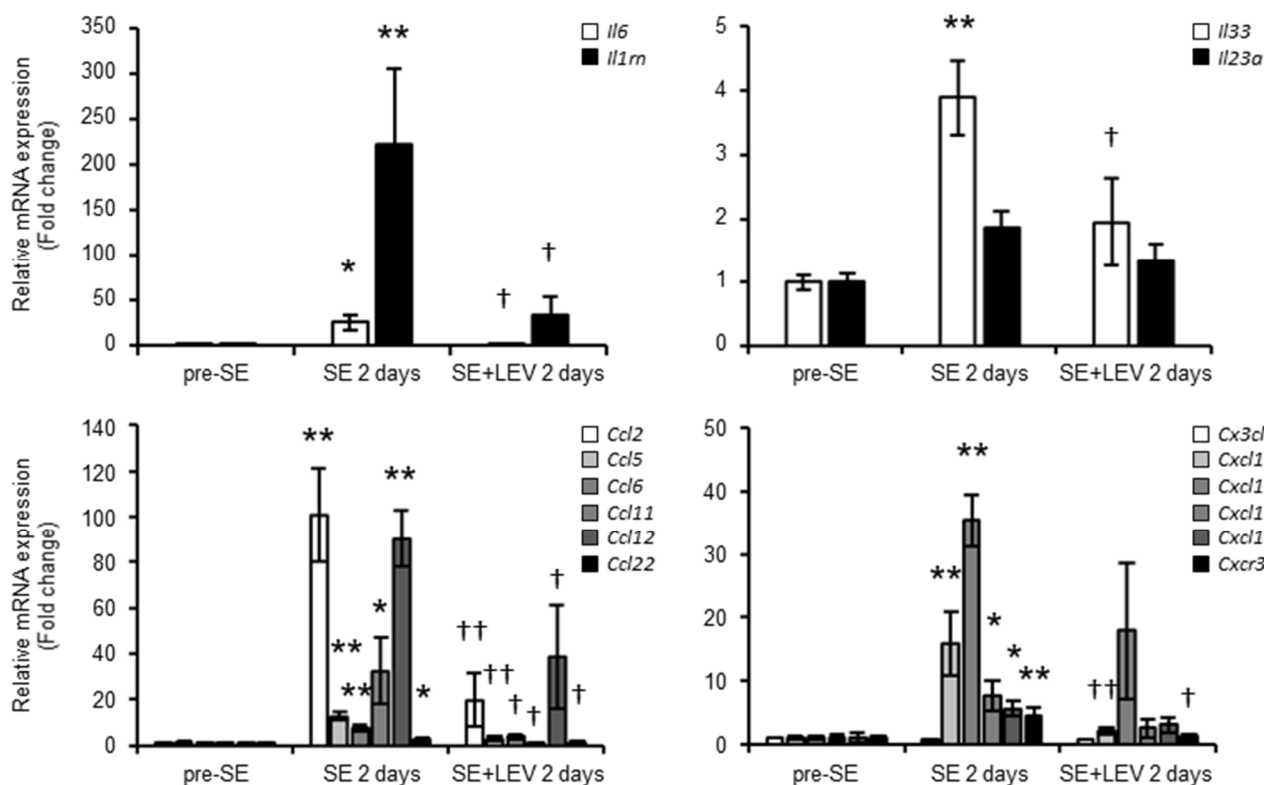 Relative mRNA expression
(Fold change)
350
300
250
200
150
100
50
0
*
**
†
†
Il6
Il1rn
pre-SE
SE 2 days
SE+LEV 2 days
5
4
3
2
1
0
**
†
Il33
Il23a
pre-SE
SE 2 days
SE+LEV 2 days
Relative mRNA expression
(Fold change)
140
120
100
80
60
40
20
0
**
**
**
*
**
*
††
††
†
†
†
†
Ccl2
Ccl5
Ccl6
Ccl11
Ccl12
Ccl22
pre-SE
SE 2 days
SE+LEV 2 days
50
40
30
20
10
0
**
**
*
*
**
††
†
Cx3cl
Cxcl1
Cxcl1
Cxcl1
Cxcl1
Cxcr3
pre-SE
SE 2 days
SE+LEV 2 days